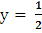 y = 1/2